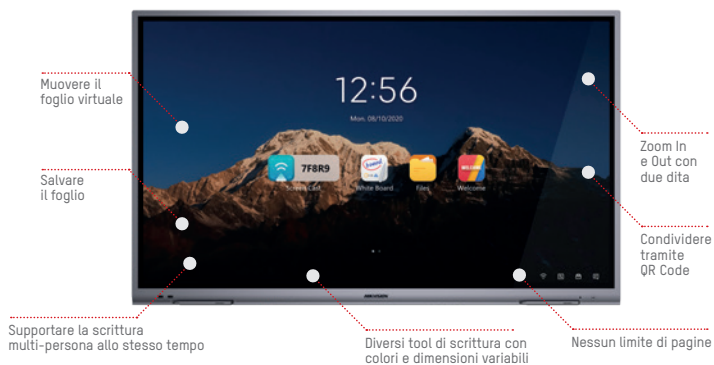 12:56
Mon. 08/10/2020
Muovere il
foglio virtuale
7F8R9
Screen Cast
White Board
Files
Welcome
WELCOME
Zoom In
e Out con
due dita
Salvare
il foglio
Condividere
tramite
QR Code
HIKVISION
Supportare la scrittura
multi-persona allo stesso tempo
Diversi tool di scrittura con
colori e dimensioni variabili
Nessun limite di pagine